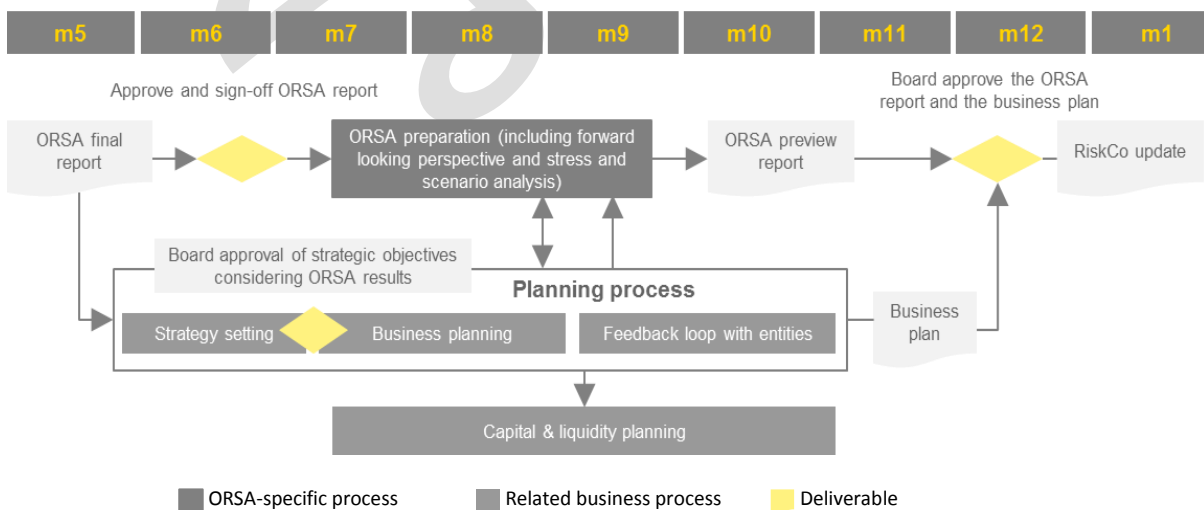 m5 m6 m7 m8 m9 m10 m11 m12 m1
Approve and sign-off ORSA report
Board approve the ORSA
report and the business plan
ORSA final
report
ORSA preparation (including forward
looking perspective and stress and
scenario analysis)
ORSA preview
report
RiskCo update
Board approval of strategic objectives
considering ORSA results
Planning process
Strategy setting
Business planning
Feedback loop with entities
Business
plan
Capital & liquidity planning
ORSA-specific process
Related business process
Deliverable